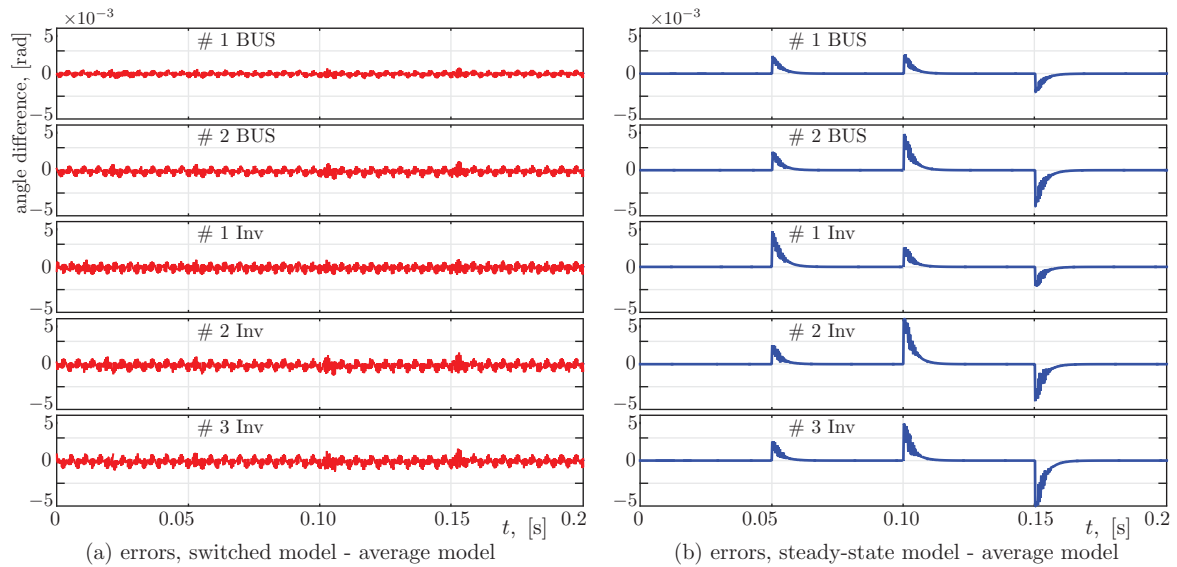 ×10⁻³
angle difference, [rad]
5
0
−5
# 1 BUS
5
0
−5
# 2 BUS
5
0
−5
# 1 Inv
5
0
−5
# 2 Inv
5
0
−5
# 3 Inv
0 0.05 0.10 0.15 0.2
t, [s]
(a) errors, switched model - average model
×10⁻³
5
0
−5
# 1 BUS
5
0
−5
# 2 BUS
5
0
−5
# 1 Inv
5
0
−5
# 2 Inv
5
0
−5
# 3 Inv
0 0.05 0.10 0.15 0.2
t, [s]
(b) errors, steady-state model - average model